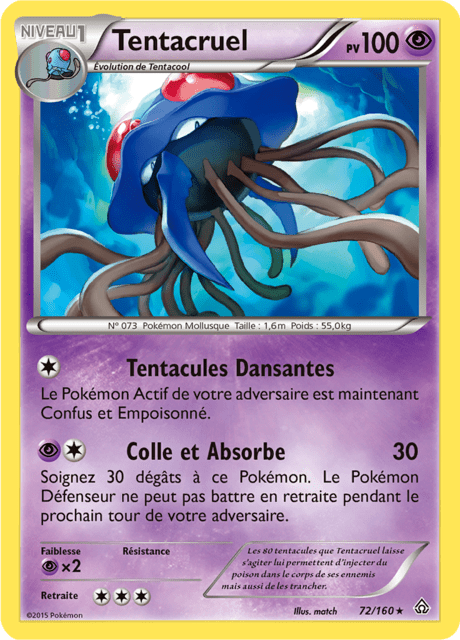 NIVEAU 1
Tentacruel
PV 100
Évolution de Tentacool
N° 073 Pokémon Mollusque Taille : 1,6m Poids : 55,0kg
Tentacules Dansantes
Le Pokémon Actif de votre adversaire est maintenant
Confus et Empoisonné.
Colle et Absorbe 30
Soignez 30 dégâts à ce Pokémon. Le Pokémon
Défenseur ne peut pas battre en retraite pendant le
prochain tour de votre adversaire.
Faiblesse
Résistance
×2
Retraite
Les 80 tentacules que Tentacruel laisse
s'agiter lui permettent d'injecter du
poison dans le corps de ses ennemis
mais aussi de les trancher.
©2015 Pokémon
Illus. match
72/160 ★